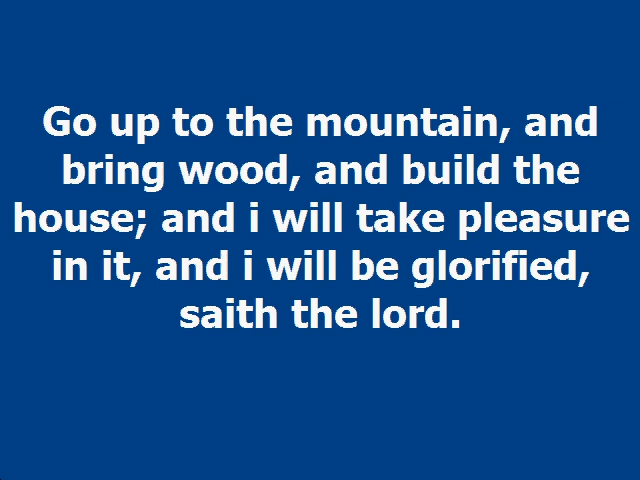 Go up to the mountain, and
bring wood, and build the
house; and i will take pleasure
in it, and i will be glorified,
saith the lord.